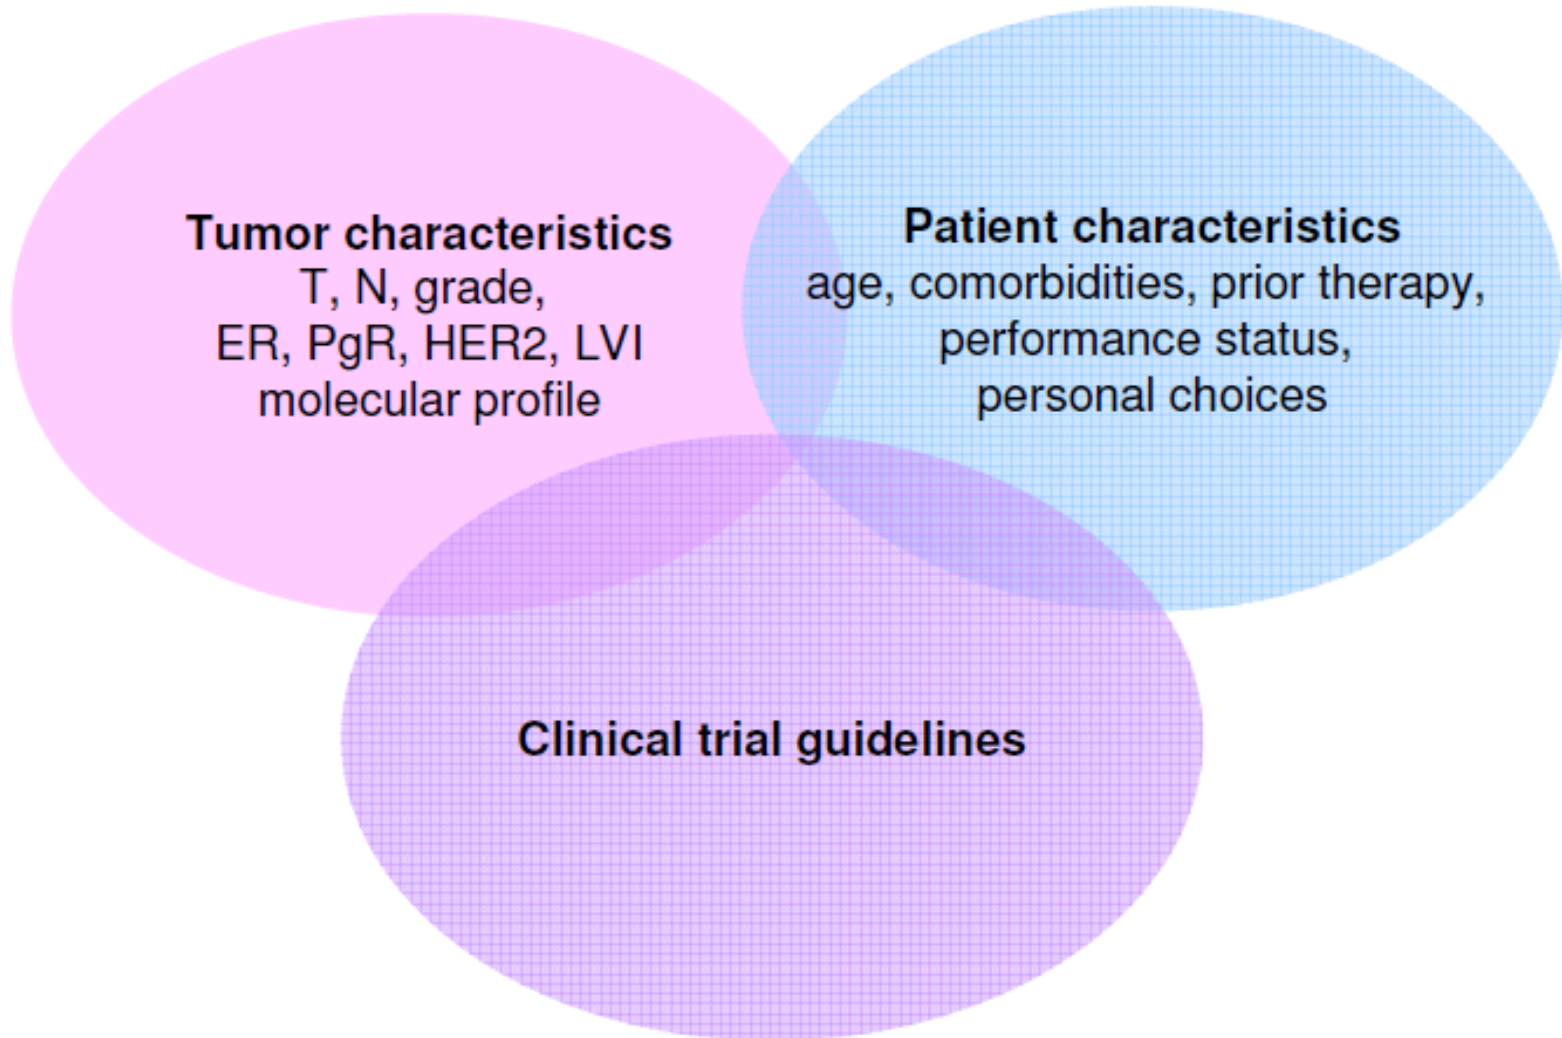 Tumor characteristics
T, N, grade,
ER, PgR, HER2, LVI
molecular profile
Patient characteristics
age, comorbidities, prior therapy,
performance status,
personal choices
Clinical trial guidelines